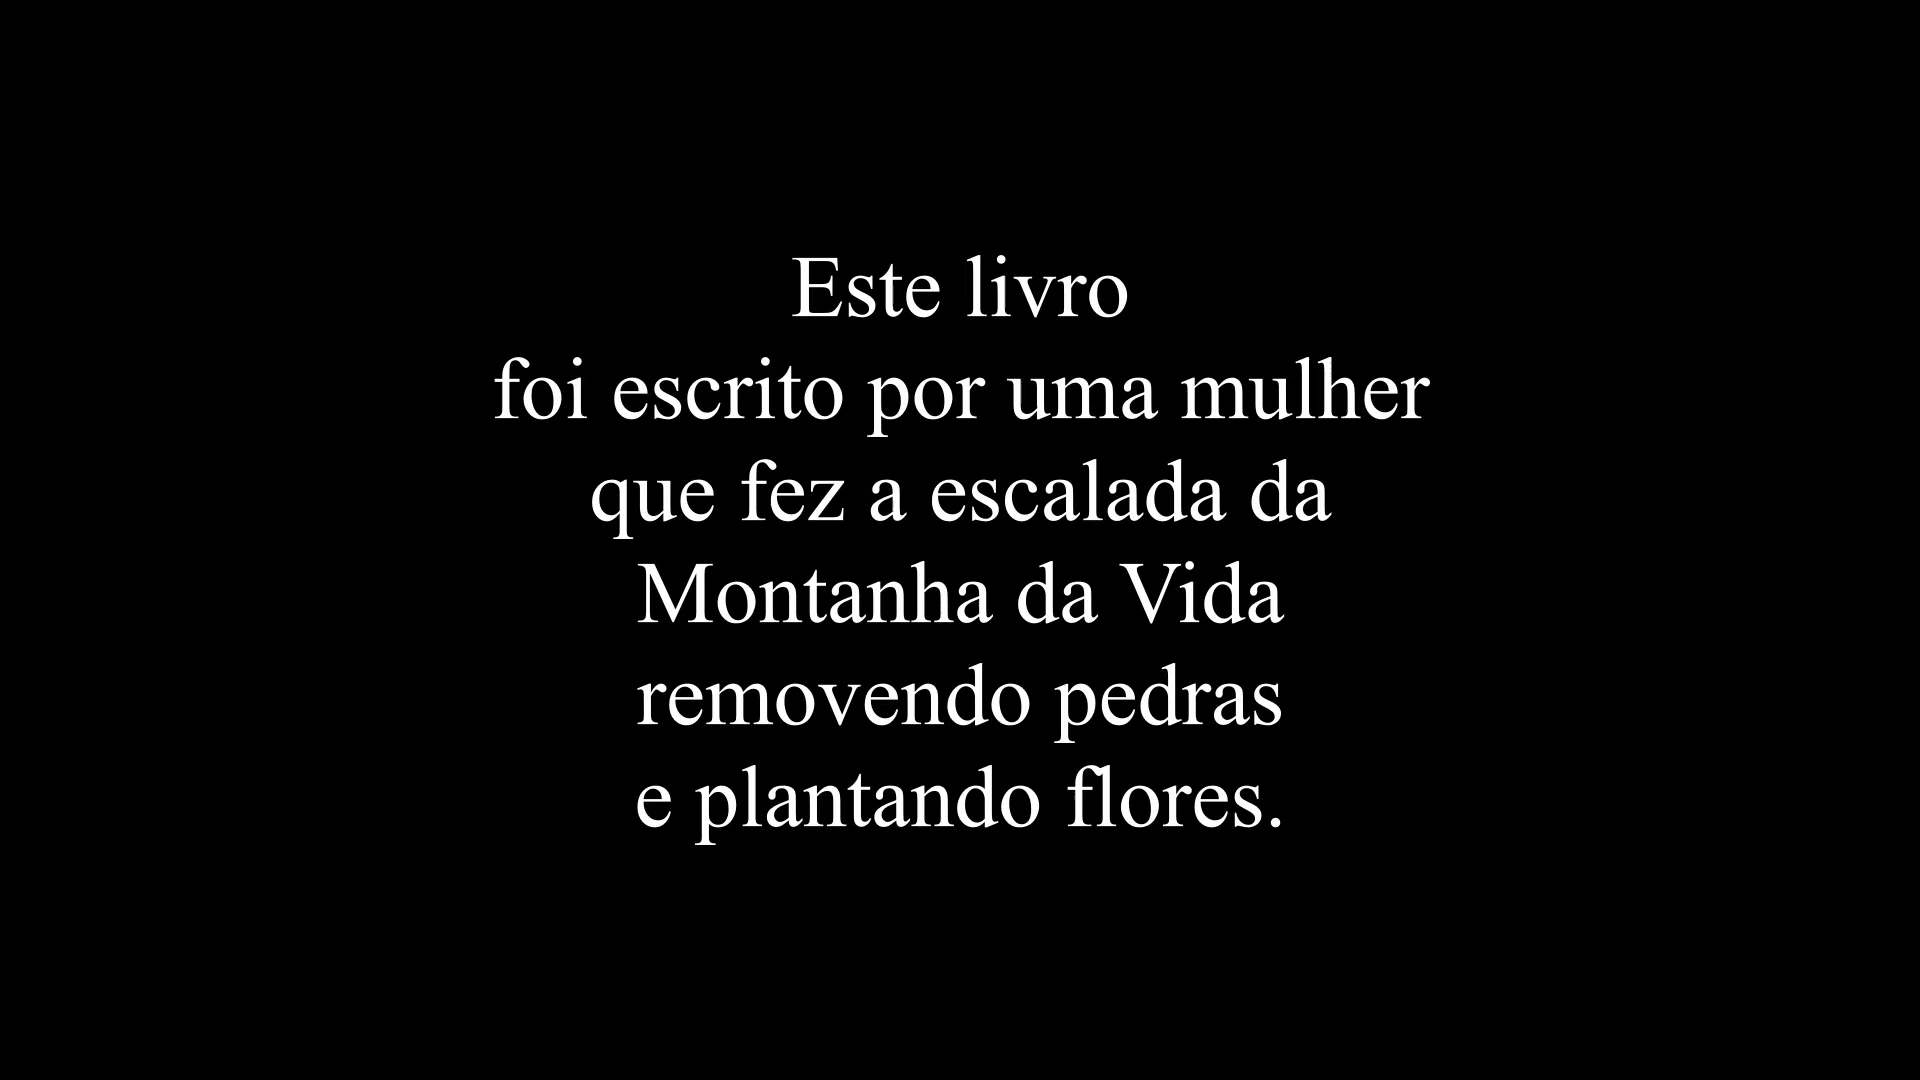 Este livro
foi escrito por uma mulher
que fez a escalada da
Montanha da Vida
removendo pedras
e plantando flores.